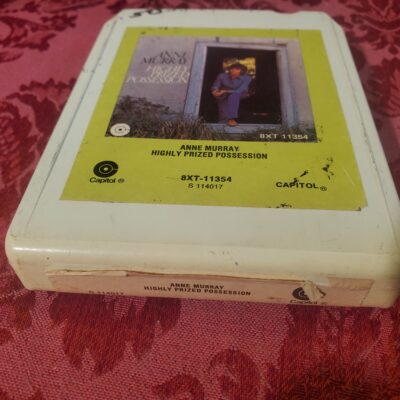 ANNE
MURRAY
HIGHLY
PRIZED
POSSESSION
8XT 11354
ANNE MURRAY
HIGHLY PRIZED POSSESSION
Capitol ®
8XT-11354
S 114017
CAPITOL®
ANNE MURRAY
HIGHLY PRIZED POSSESSION
S 114017
Capitol ®